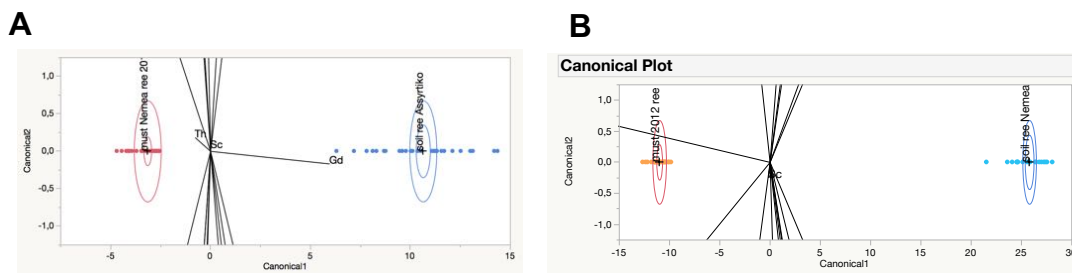 A
1,0
0,5
0,0
-0,5
-1,0
Canonical2
must Nemea ree 20
soil ree Assyrtiko
Th
Sc
Gd
-5
0
5
10
15
Canonical1
B
Canonical Plot
1,0
0,5
0,0
-0,5
-1,0
Canonical2
must 2012 ree
soil ree Nemea
-15
-10
-5
0
5
10
15
20
25
30
Canonical1